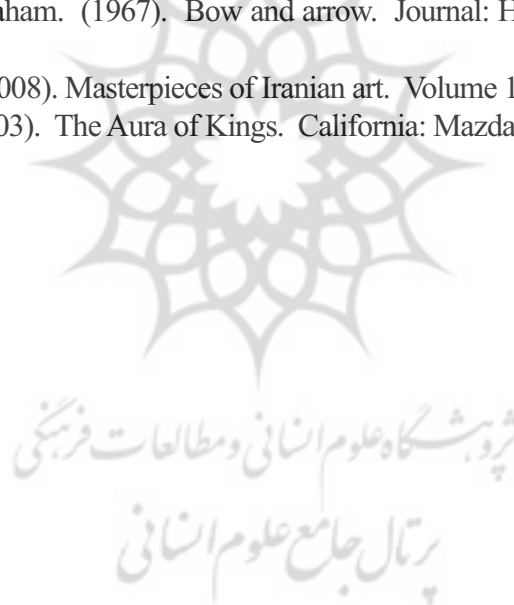 aham. (1967). Bow and arrow. Journal: H
008). Masterpieces of Iranian art. Volume 1
03). The Aura of Kings. California: Mazda
پژوهشگاه علوم انسانی و مطالعات فرهنگی
پرتال جامع علوم انسانی